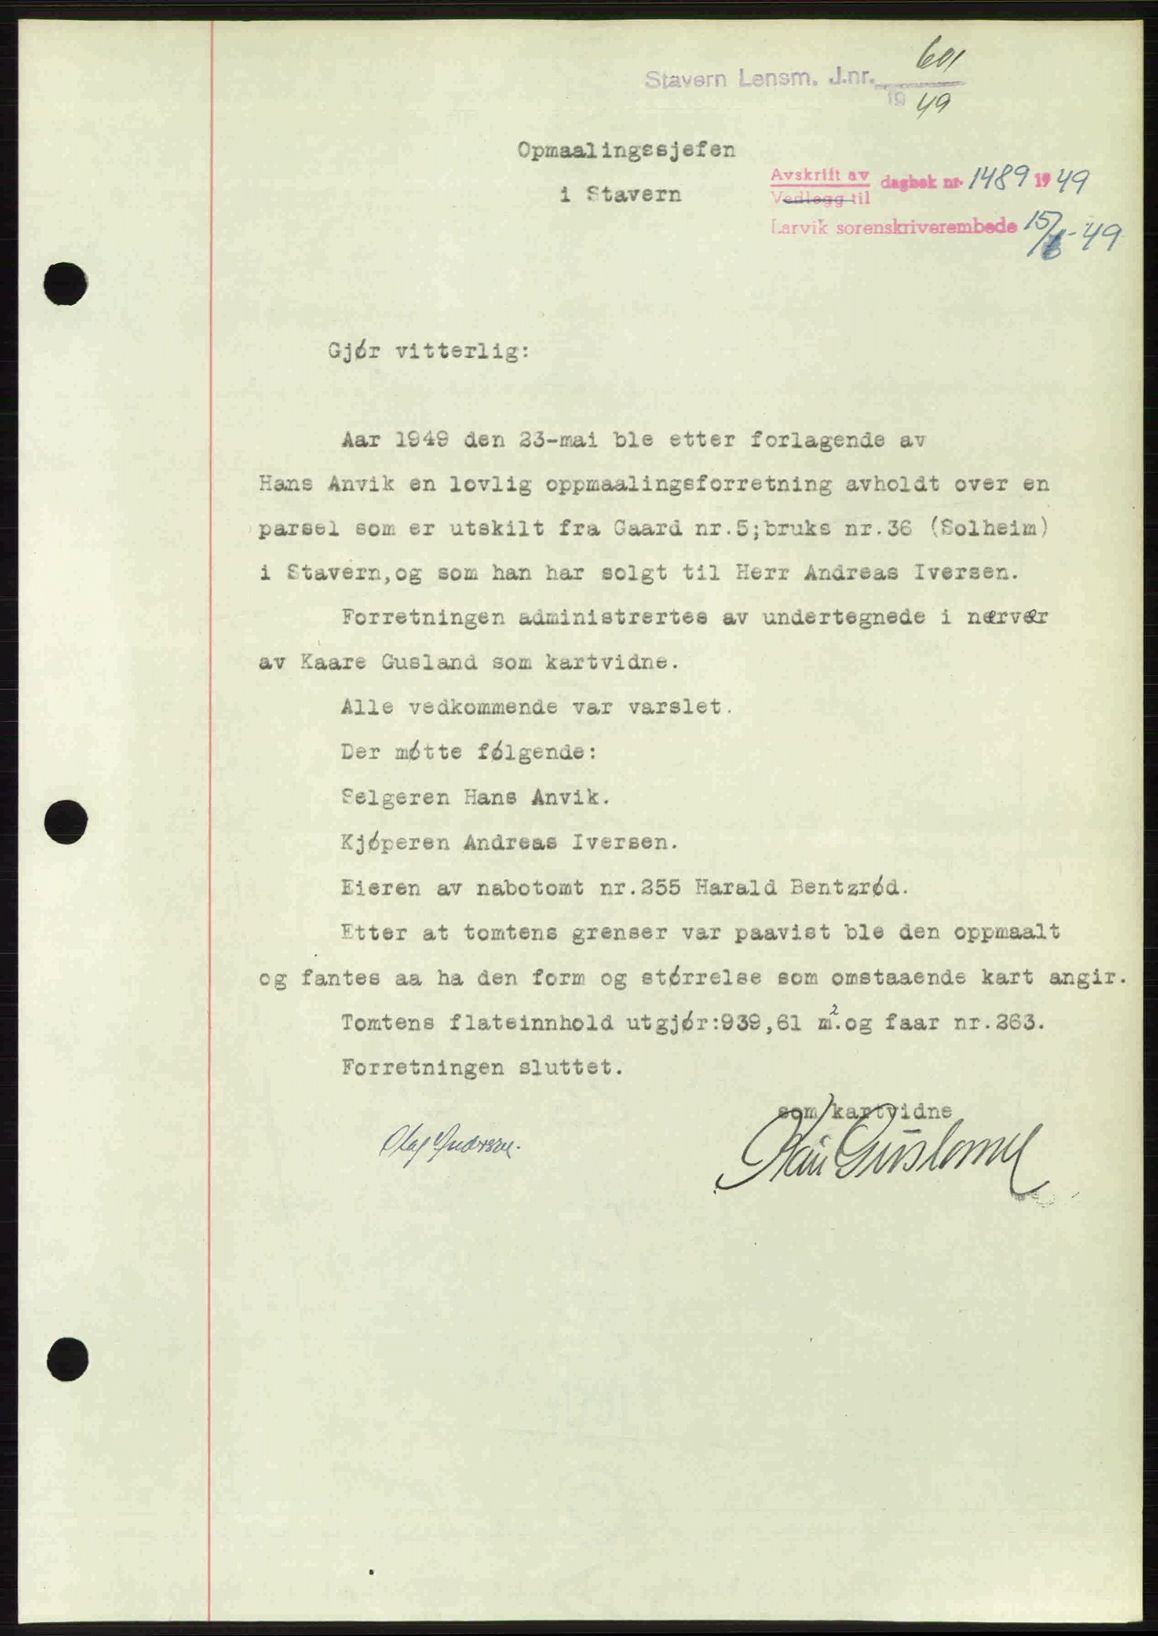 Stavern Lensm. J.nr. 601
19 49
Opmaalingssjefen
i Stavern
Avskrift av dagbok nr. 1489 1949
Vedlegg til
Larvik sorenskriverembede 15/6-49
Gjør vitterlig:
Aar 1949 den 23-mai ble etter forlagende av
Hans Anvik en lovlig oppmaalingsforretning avholdt over en
parsel som er utskilt fra Gaard nr.5;bruks nr.36 (Solheim)
i Stavern,og som han har solgt til Herr Andreas Iversen.
Forretningen administrertes av undertegnede i nærvær
av Kaare Gusland som kartvidne.
Alle vedkommende var varslet.
Der møtte følgende:
Selgeren Hans Anvik.
Kjøperen Andreas Iversen.
Eieren av nabotomt nr.255 Harald Bentzrød.
Etter at tomtens grenser var paavist ble den oppmaalt
og fantes aa ha den form og størrelse som omstaaende kart angir.
Tomtens flateinnhold utgjør:939,61 m².og faar nr.263.
Forretningen sluttet.
som kartvidne
Olaf Gusland